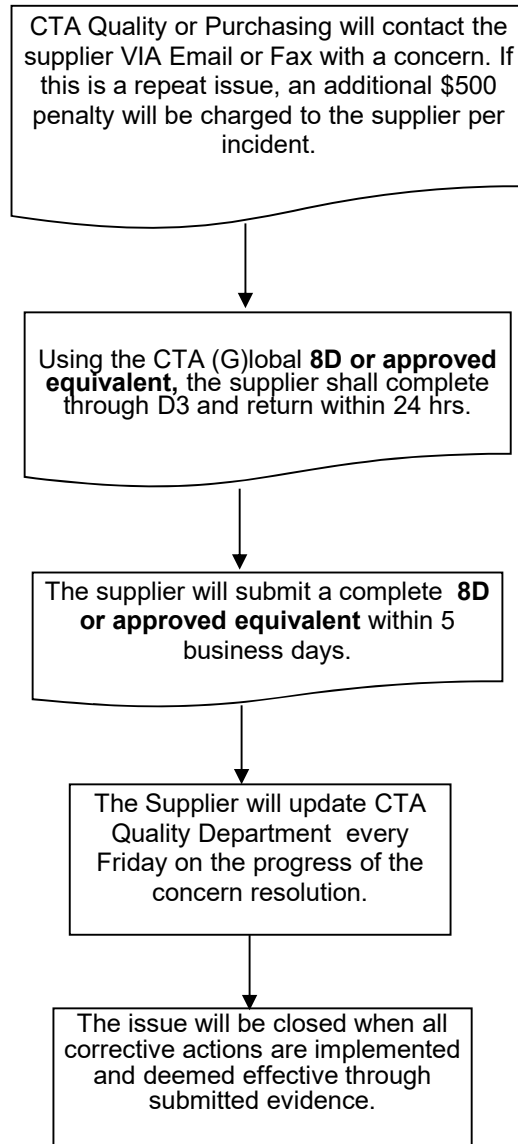 CTA Quality or Purchasing will contact the
supplier VIA Email or Fax with a concern. If
this is a repeat issue, an additional $500
penalty will be charged to the supplier per
incident.
Using the CTA (G)lobal 8D or approved
equivalent, the supplier shall complete
through D3 and return within 24 hrs.
The supplier will submit a complete 8D
or approved equivalent within 5
business days.
The Supplier will update CTA
Quality Department every
Friday on the progress of the
concern resolution.
The issue will be closed when all
corrective actions are implemented
and deemed effective through
submitted evidence.